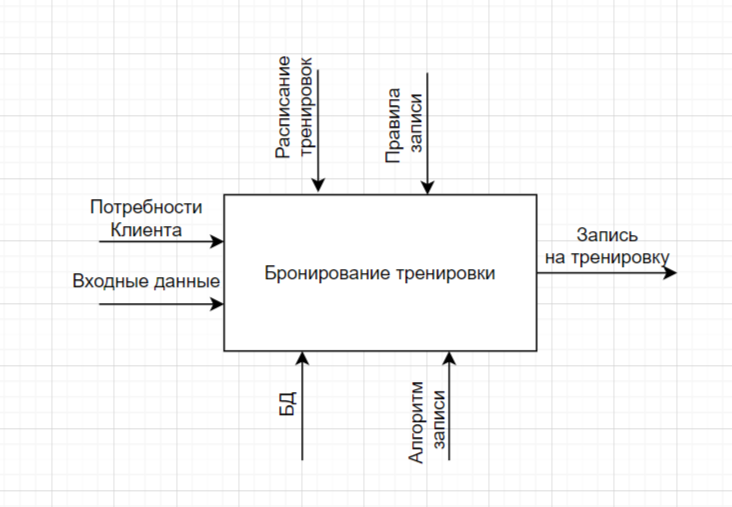 Расписание
тренировок
Правила
записи
Потребности
Клиента
Входные данные
Бронирование тренировки
Запись
на тренировку
БД
Алгоритм
записи